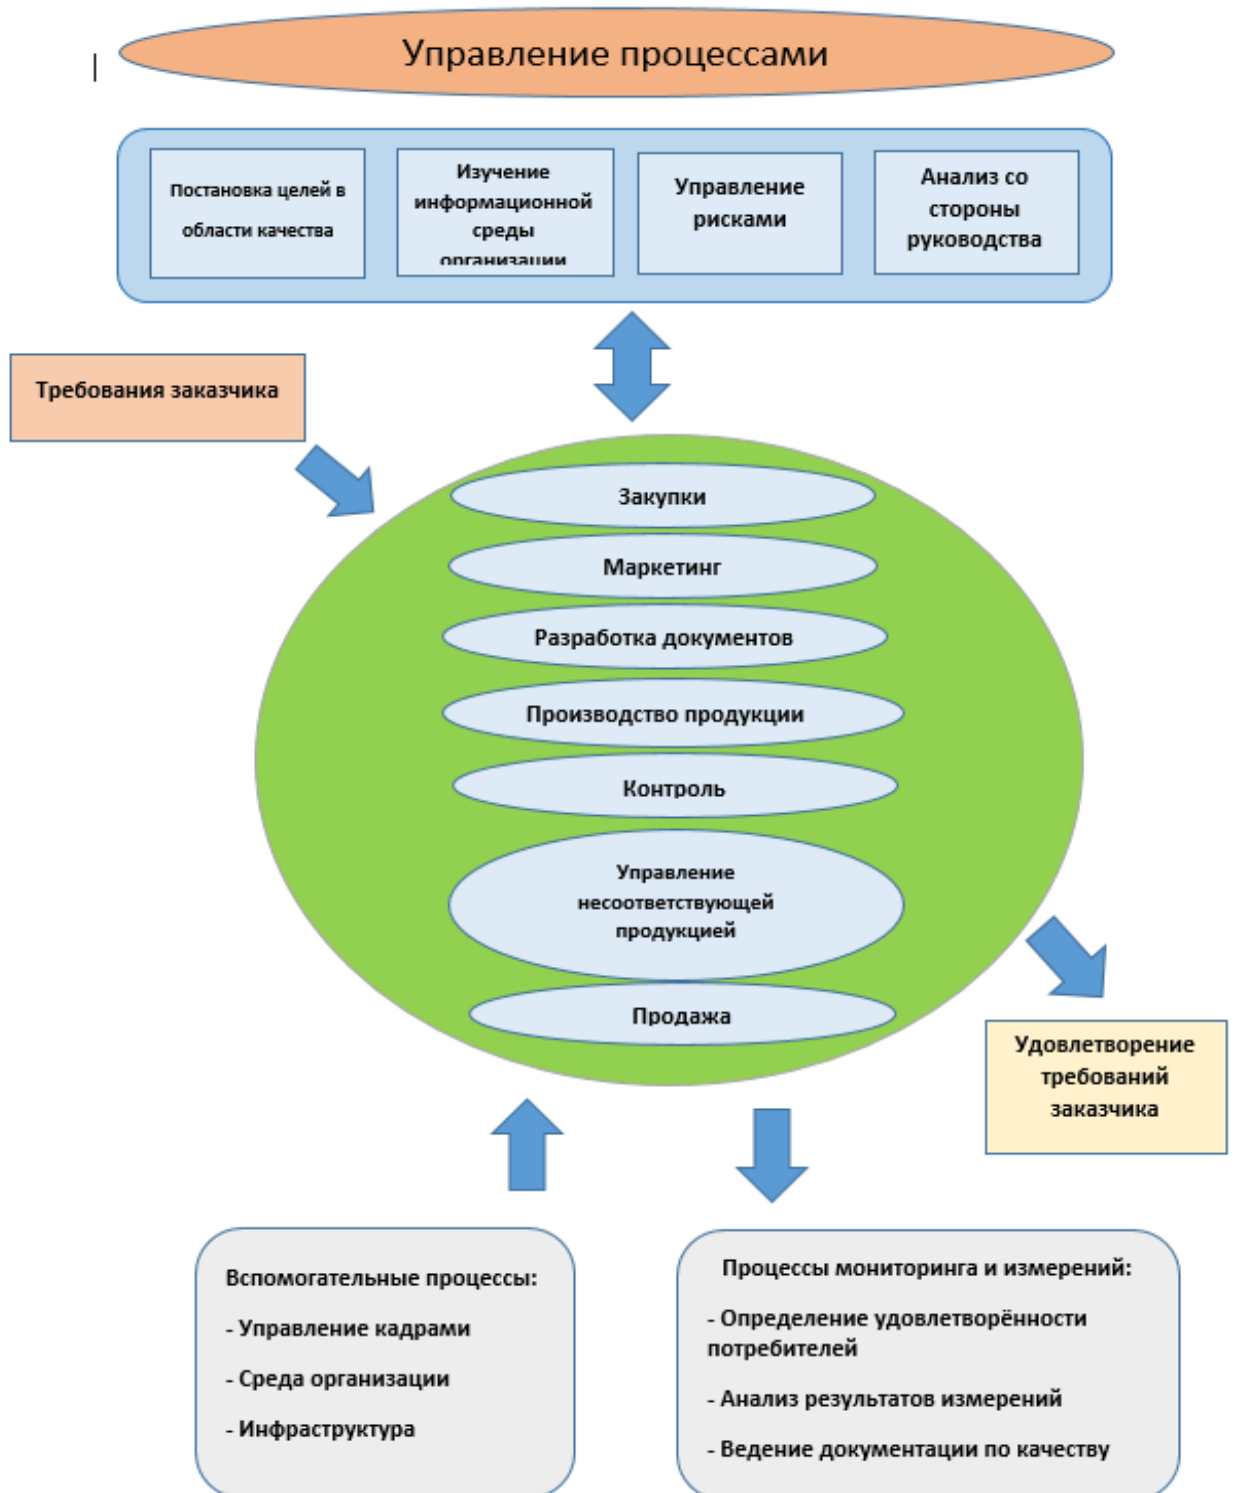 Управление процессами
Постановка целей в
области качества
Изучение
информационной
среды
организации
Управление
рисками
Анализ со
стороны
руководства
Требования заказчика
Закупки
Маркетинг
Разработка документов
Производство продукции
Контроль
Управление
несоответствующей
продукцией
Продажа
Удовлетворение
требований
заказчика
Вспомогательные процессы:
- Управление кадрами
- Среда организации
- Инфраструктура
Процессы мониторинга и измерений:
- Определение удовлетворённости
потребителей
- Анализ результатов измерений
- Ведение документации по качеству